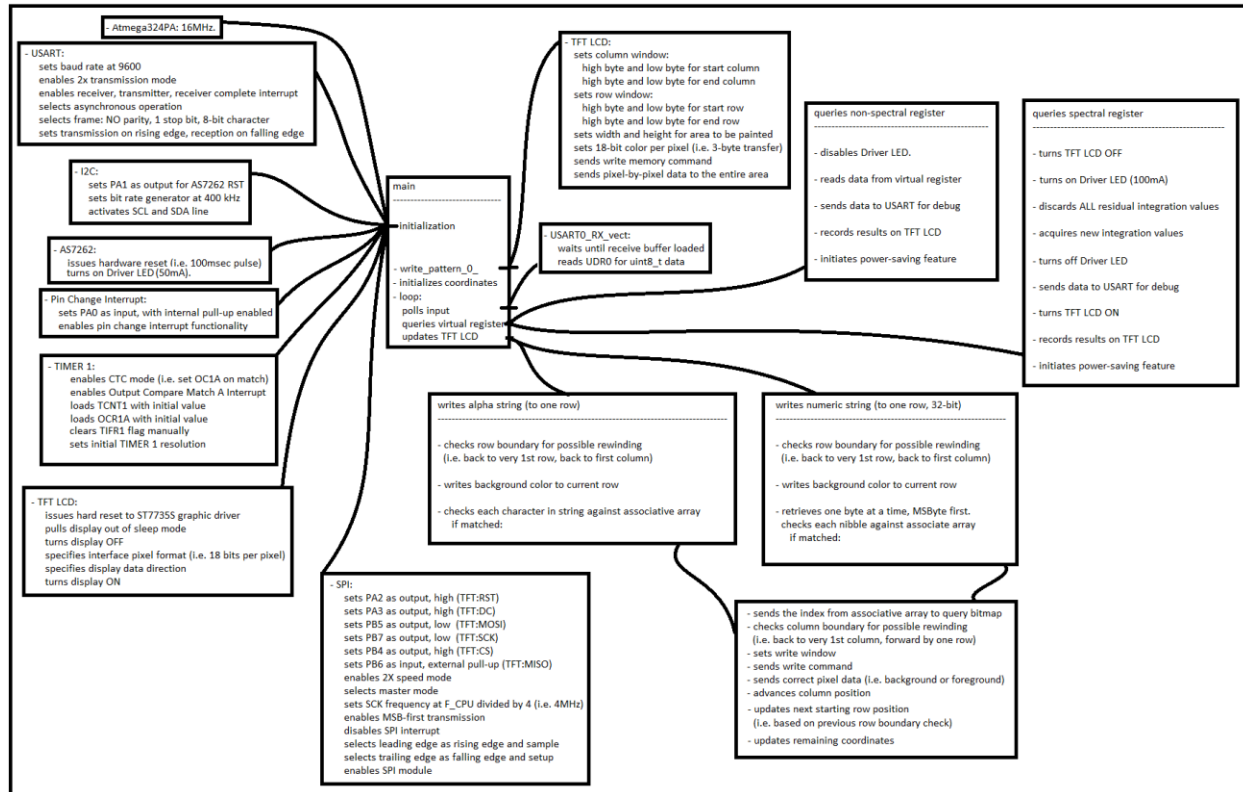 - Atmega324PA: 16MHz.
- USART:
sets baud rate at 9600
enables 2x transmission mode
enables receiver, transmitter, receiver complete interrupt
selects asynchronous operation
selects frame: NO parity, 1 stop bit, 8-bit character
sets transmission on rising edge, reception on falling edge
- I2C:
sets PA1 as output for AS7262 RST
sets bit rate generator at 400 kHz
activates SCL and SDA line
- AS7262:
issues hardware reset (i.e. 100msec pulse)
turns on Driver LED (50mA).
- Pin Change Interrupt:
sets PA0 as input, with internal pull-up enabled
enables pin change interrupt functionality
- TIMER 1:
enables CTC mode (i.e. set OC1A on match)
enables Output Compare Match A Interrupt
loads TCNT1 with initial value
loads OCR1A with initial value
clears TIFR1 flag manually
sets initial TIMER 1 resolution
- TFT LCD:
issues hard reset to ST7735S graphic driver
pulls display out of sleep mode
turns display OFF
specifies interface pixel format (i.e. 18 bits per pixel)
specifies display data direction
turns display ON
- SPI:
sets PA2 as output, high (TFT:RST)
sets PA3 as output, high (TFT:DC)
sets PB5 as output, low (TFT:MOSI)
sets PB7 as output, low (TFT:SCK)
sets PB4 as output, high (TFT:CS)
sets PB6 as input, external pull-up (TFT:MISO)
enables 2X speed mode
selects master mode
sets SCK frequency at F_CPU divided by 4 (i.e. 4MHz)
enables MSB-first transmission
disables SPI interrupt
selects leading edge as rising edge and sample
selects trailing edge as falling edge and setup
enables SPI module
main
--------------------------------
- initialization
- write_pattern_0_
- initializes coordinates
- loop:
polls input
queries virtual register
updates TFT LCD
- TFT LCD:
sets column window:
high byte and low byte for start column
high byte and low byte for end column
sets row window:
high byte and low byte for start row
high byte and low byte for end row
sets width and height for area to be painted
sets 18-bit color per pixel (i.e. 3-byte transfer)
sends write memory command
sends pixel-by-pixel data to the entire area
- USART0_RX_vect:
waits until receive buffer loaded
reads UDR0 for uint8_t data
queries non-spectral register
--------------------------------
- disables Driver LED.
- reads data from virtual register
- sends data to USART for debug
- records results on TFT LCD
- initiates power-saving feature
queries spectral register
--------------------------------
- turns TFT LCD OFF
- turns on Driver LED (100mA)
- discards ALL residual integration values
- acquires new integration values
- turns off Driver LED
- sends data to USART for debug
- turns TFT LCD ON
- records results on TFT LCD
- initiates power-saving feature
writes alpha string (to one row)
--------------------------------
- checks row boundary for possible rewinding
(i.e. back to very 1st row, back to first column)
- writes background color to current row
- checks each character in string against associative array
if matched:
writes numeric string (to one row, 32-bit)
--------------------------------
- checks row boundary for possible rewinding
(i.e. back to very 1st row, back to first column)
- writes background color to current row
- retrieves one byte at a time, MSByte first.
checks each nibble against associate array
if matched:
- sends the index from associative array to query bitmap
- checks column boundary for possible rewinding
(i.e. back to very 1st column, forward by one row)
- sets write window
- sends write command
- sends correct pixel data (i.e. background or foreground)
- advances column position
- updates next starting row position
(i.e. based on previous row boundary check)
- updates remaining coordinates